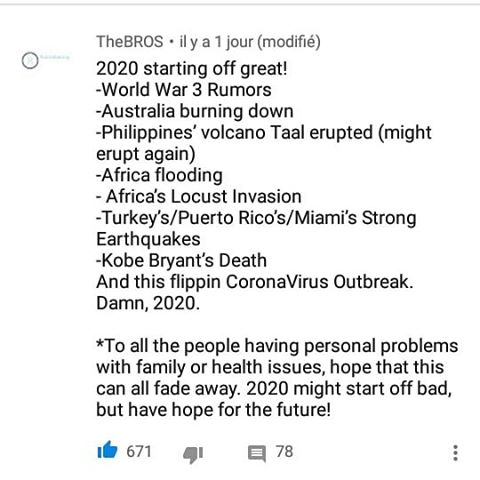 TheBROS • il y a 1 jour (modifié)
2020 starting off great!
-World War 3 Rumors
-Australia burning down
-Philippines’ volcano Taal erupted (might
erupt again)
-Africa flooding
- Africa’s Locust Invasion
-Turkey’s/Puerto Rico’s/Miami’s Strong
Earthquakes
-Kobe Bryant’s Death
And this flippin CoronaVirus Outbreak.
Damn, 2020.
*To all the people having personal problems
with family or health issues, hope that this
can all fade away. 2020 might start off bad,
but have hope for the future!
671 78